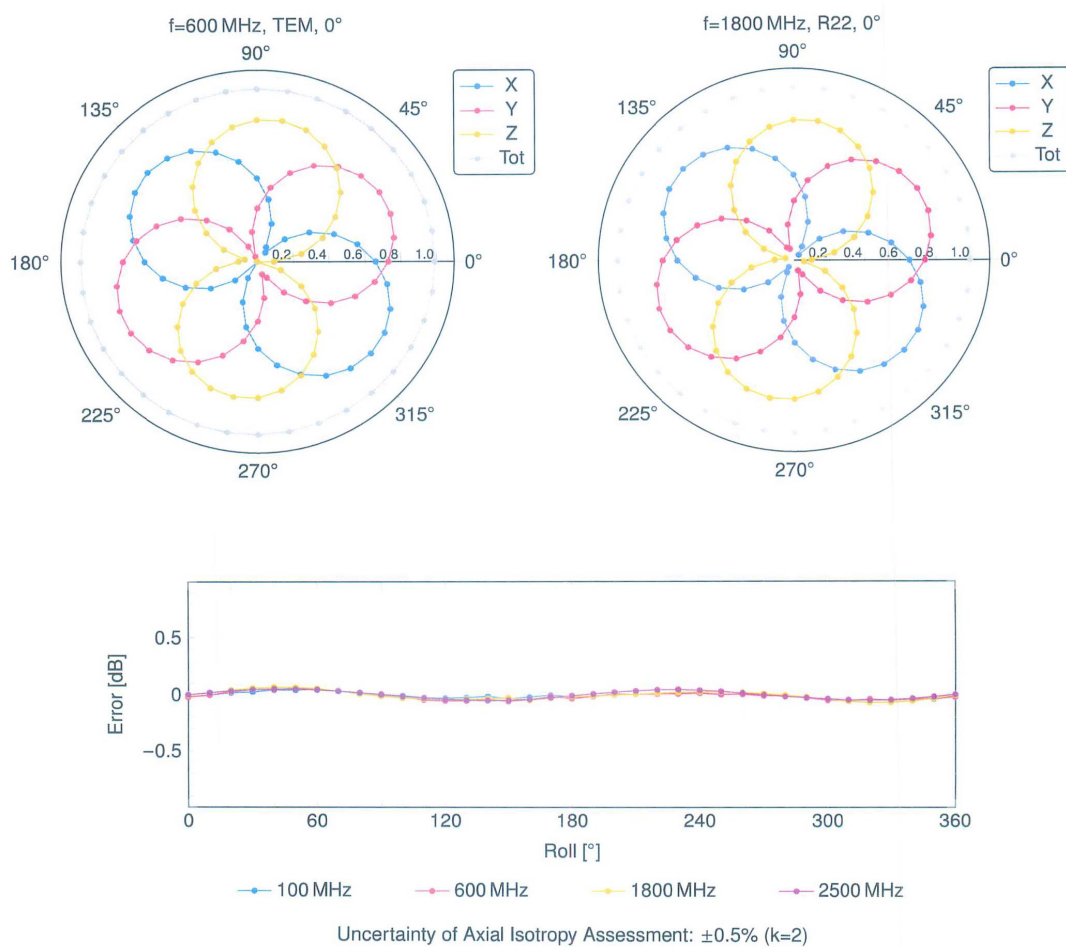 f=600 MHz, TEM, 0°
90°
135°
45°
180°
0°
225°
315°
270°
0.2 0.4 0.6 0.8 1.0
X
Y
Z
Tot
f=1800 MHz, R22, 0°
90°
135°
45°
180°
0°
225°
315°
270°
0.2 0.4 0.6 0.8 1.0
X
Y
Z
Tot
Error [dB]
0.5
0
−0.5
0 60 120 180 240 300 360
Roll [°]
100 MHz 600 MHz 1800 MHz 2500 MHz
Uncertainty of Axial Isotropy Assessment: ±0.5% (k=2)